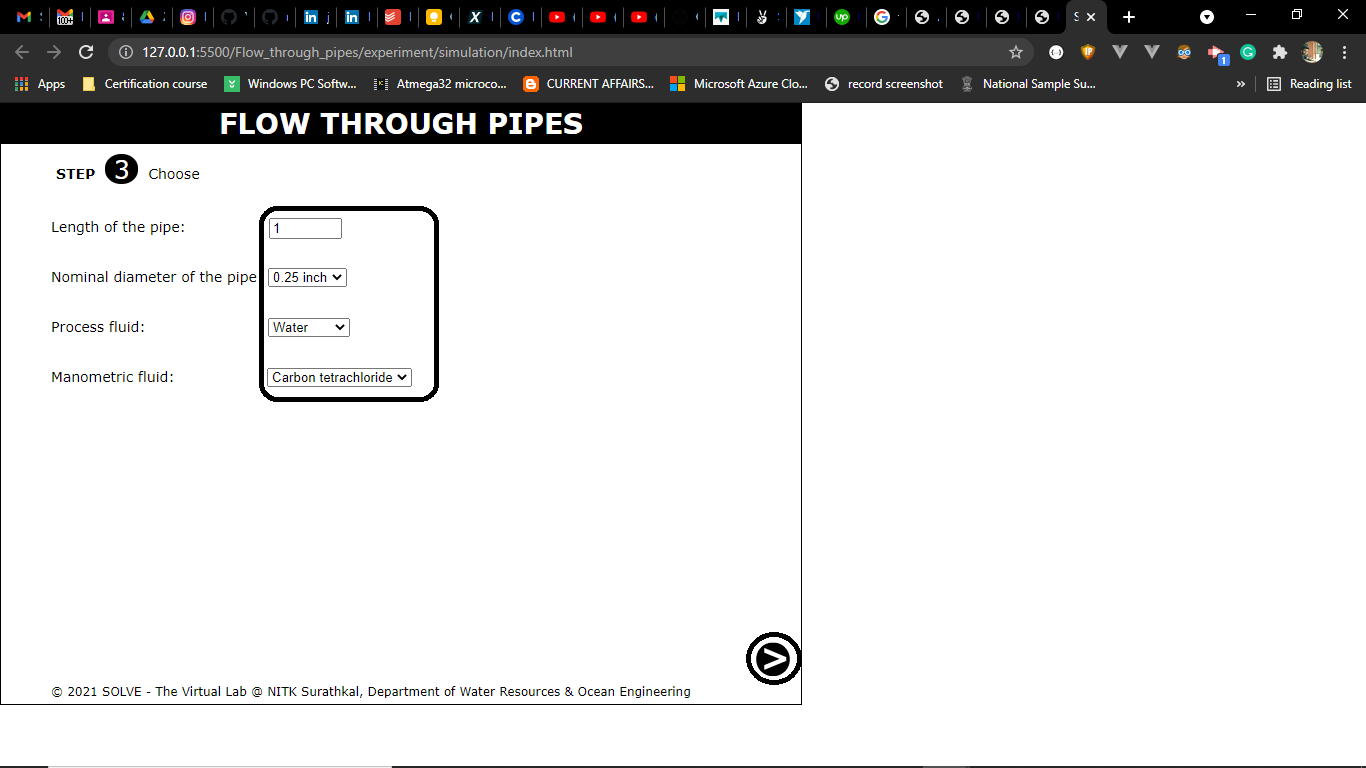 127.0.0.1:5500/Flow_through_pipes/experiment/simulation/index.html
Apps Certification course Windows PC Softw... Atmega32 microco... CURRENT AFFAIRS... Microsoft Azure Clo... record screenshot National Sample Su... » Reading list
FLOW THROUGH PIPES
STEP 3 Choose
Length of the pipe: 1
Nominal diameter of the pipe 0.25 inch
Process fluid: Water
Manometric fluid: Carbon tetrachloride
>
© 2021 SOLVE - The Virtual Lab @ NITK Surathkal, Department of Water Resources & Ocean Engineering